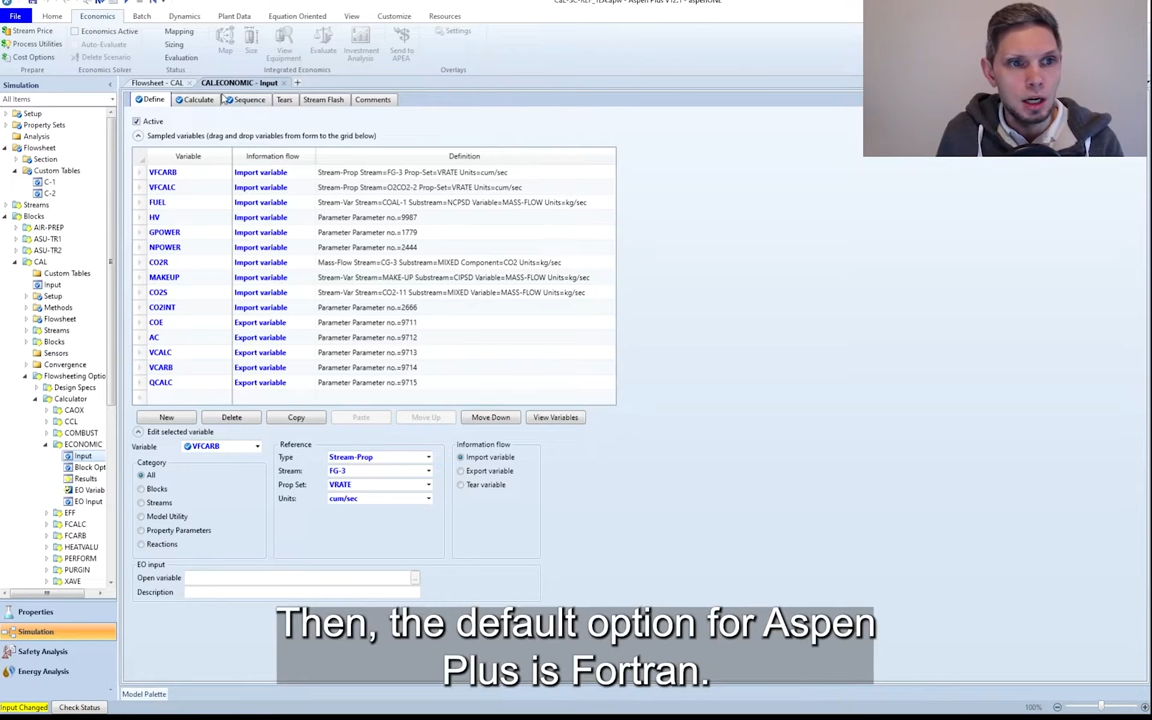 File Home Economics Batch Dynamics Plant Data Equation Oriented View Customize Resources
Stream Price
Process Utilities
Cost Options
Prepare
Economics Active
Auto-Evaluate
Delete Scenario
Economics Solver
Mapping
Sizing
Evaluation
Status
Map Size View Equipment Evaluate Investment Analysis Send to APEA
Integrated Economics
Settings
Overlays
Simulation
All Items
Setup
Property Sets
Analysis
Flowsheet
Section
Custom Tables
C-1
C-2
Streams
Blocks
AIR-PREP
ASU-TR1
ASU-TR2
CAL
Custom Tables
Input
Setup
Methods
Flowsheet
Streams
Blocks
Sensors
Convergence
Flowsheeting Optio
Design Specs
Calculator
CAOX
CCL
COMBUST
ECONOMIC
Input
Block Opt
Results
EO Variab
EO Input
EFF
FCALC
FCARB
HEATVALU
PERFORM
PURGIN
XAVE
Properties
Simulation
Safety Analysis
Energy Analysis
Flowsheet - CAL CAL.ECONOMIC - Input +
Define Calculate Sequence Tears Stream Flash Comments
Active
Sampled variables (drag and drop variables from form to the grid below)
Variable Information flow Definition
VFCARB Import variable Stream-Prop Stream=FG-3 Prop-Set=VRATE Units=cum/sec
VFCALC Import variable Stream-Prop Stream=O2CO2-2 Prop-Set=VRATE Units=cum/sec
FUEL Import variable Stream-Var Stream=COAL-1 Substream=NCPSD Variable=MASS-FLOW Units=kg/sec
HV Import variable Parameter Parameter no.=9987
GPOWER Import variable Parameter Parameter no.=1779
NPOWER Import variable Parameter Parameter no.=2444
CO2R Import variable Mass-Flow Stream=CG-3 Substream=MIXED Component=CO2 Units=kg/sec
MAKEUP Import variable Stream-Var Stream=MAKE-UP Substream=CIPSD Variable=MASS-FLOW Units=kg/sec
CO2S Import variable Stream-Var Stream=CO2-11 Substream=MIXED Variable=MASS-FLOW Units=kg/sec
CO2INT Import variable Parameter Parameter no.=2666
COE Export variable Parameter Parameter no.=9711
AC Export variable Parameter Parameter no.=9712
VCALC Export variable Parameter Parameter no.=9713
VCARB Export variable Parameter Parameter no.=9714
QCALC Export variable Parameter Parameter no.=9715
New Delete Copy Paste Move Up Move Down View Variables
Edit selected variable
Variable VFCARB
Category
All
Blocks
Streams
Model Utility
Property Parameters
Reactions
Reference
Type Stream-Prop
Stream: FG-3
Prop Set: VRATE
Units: cum/sec
Information flow
Import variable
Export variable
Tear variable
EO input
Open variable
Description
Then, the default option for Aspen
Plus is Fortran.
Model Palette
Input Changed Check Status 100%